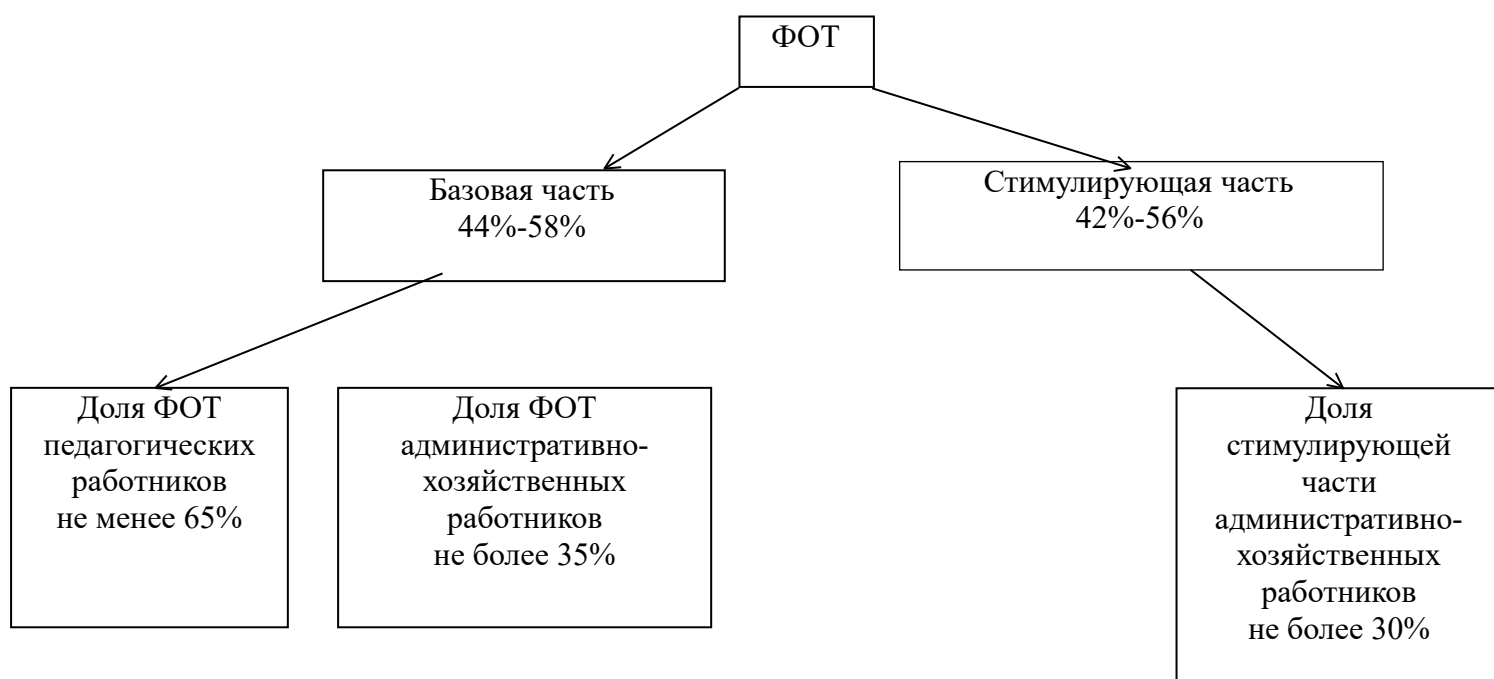 ФОТ
Базовая часть
44%-58%
Стимулирующая часть
42%-56%
Доля ФОТ
педагогических
работников
не менее 65%
Доля ФОТ
административно-
хозяйственных
работников
не более 35%
Доля
стимулирующей
части
административно-
хозяйственных
работников
не более 30%